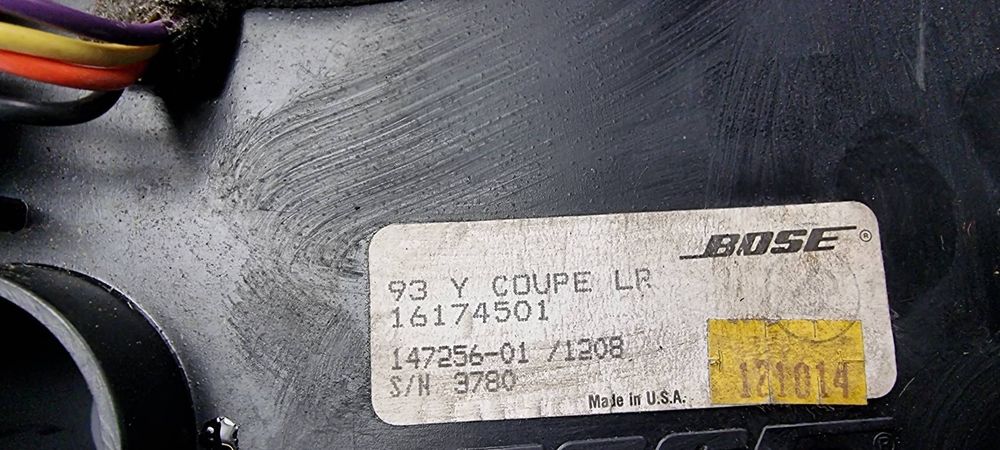 BOSE®
93 Y COUPE LR
16174501
147256-01 /1208
S/N 3780
121014
Made in U.S.A.